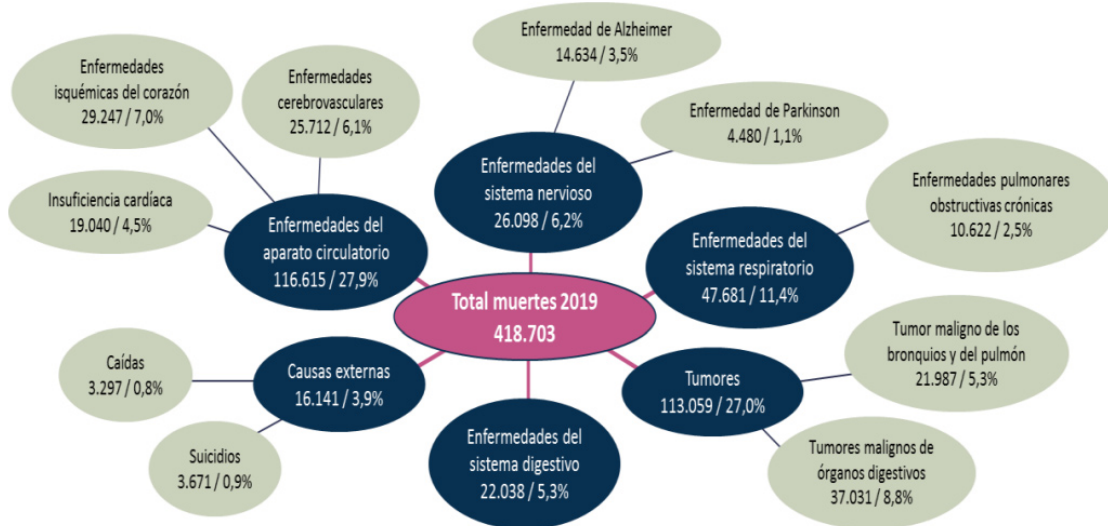 Enfermedad de Alzheimer
14.634 / 3,5%
Enfermedades
isquémicas del corazón
29.247 / 7,0%
Enfermedades
cerebrovasculares
25.712 / 6,1%
Enfermedad de Parkinson
4.480 / 1,1%
Enfermedades del
sistema nervioso
26.098 / 6,2%
Enfermedades pulmonares
obstructivas crónicas
10.622 / 2,5%
Insuficiencia cardíaca
19.040 / 4,5%
Enfermedades del
aparato circulatorio
116.615 / 27,9%
Enfermedades del
sistema respiratorio
47.681 / 11,4%
Total muertes 2019
418.703
Tumor maligno de los
bronquios y del pulmón
21.987 / 5,3%
Caídas
3.297 / 0,8%
Causas externas
16.141 / 3,9%
Tumores
113.059 / 27,0%
Enfermedades del
sistema digestivo
22.038 / 5,3%
Suicidios
3.671 / 0,9%
Tumores malignos de
órganos digestivos
37.031 / 8,8%